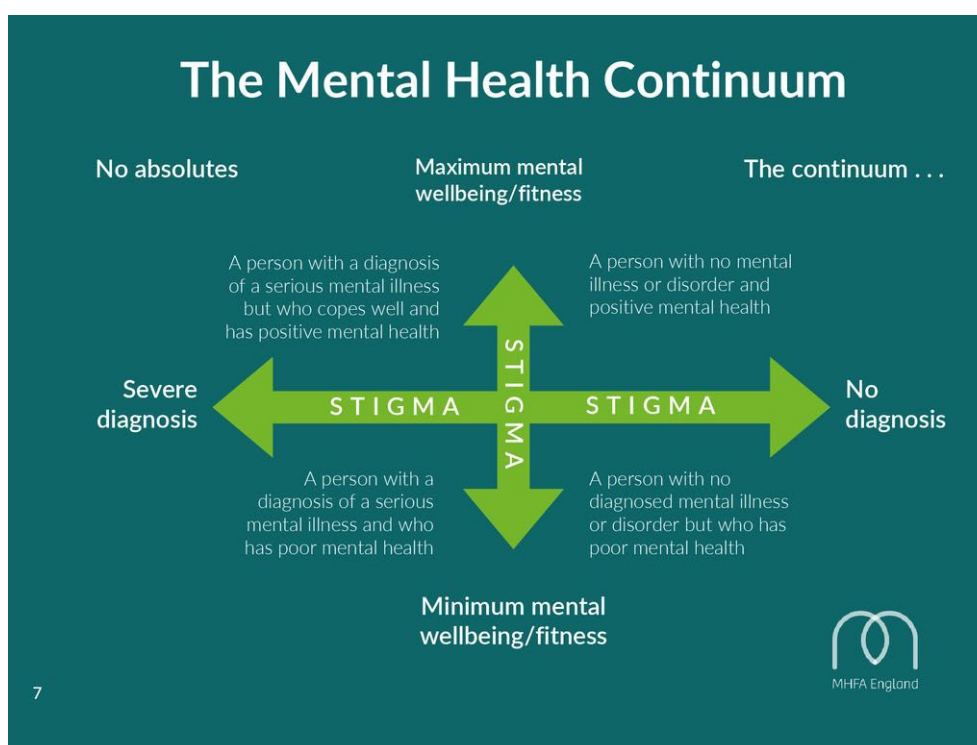 The Mental Health Continuum
No absolutes
Maximum mental
wellbeing/fitness
The continuum . . .
A person with a diagnosis
of a serious mental illness
but who copes well and
has positive mental health
A person with no mental
illness or disorder and
positive mental health
Severe
diagnosis
STIGMA
STIGMA
STIGMA
No
diagnosis
A person with a
diagnosis of a serious
mental illness and who
has poor mental health
A person with no
diagnosed mental illness
or disorder but who has
poor mental health
Minimum mental
wellbeing/fitness
MHFA England
7